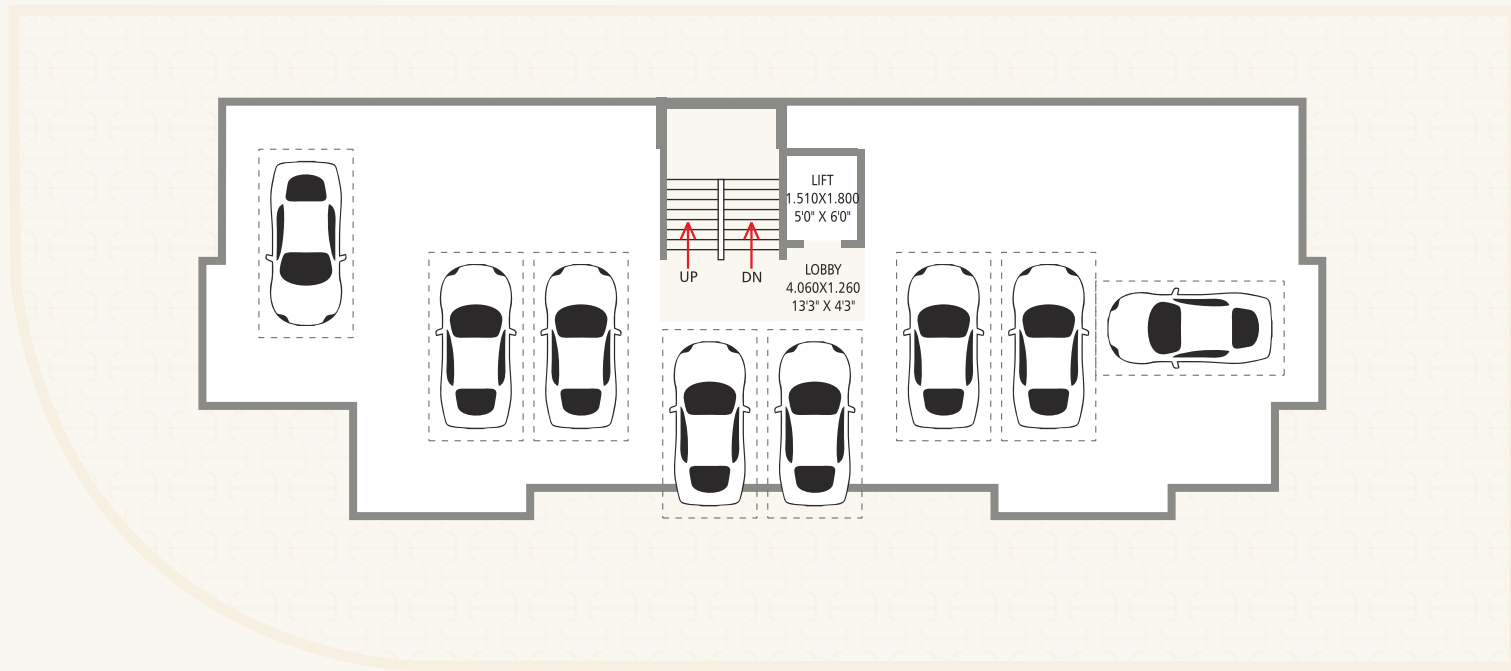 LIFT
1.510X1.800
5'0" X 6'0"
UP
DN
LOBBY
4.060X1.260
13'3" X 4'3"